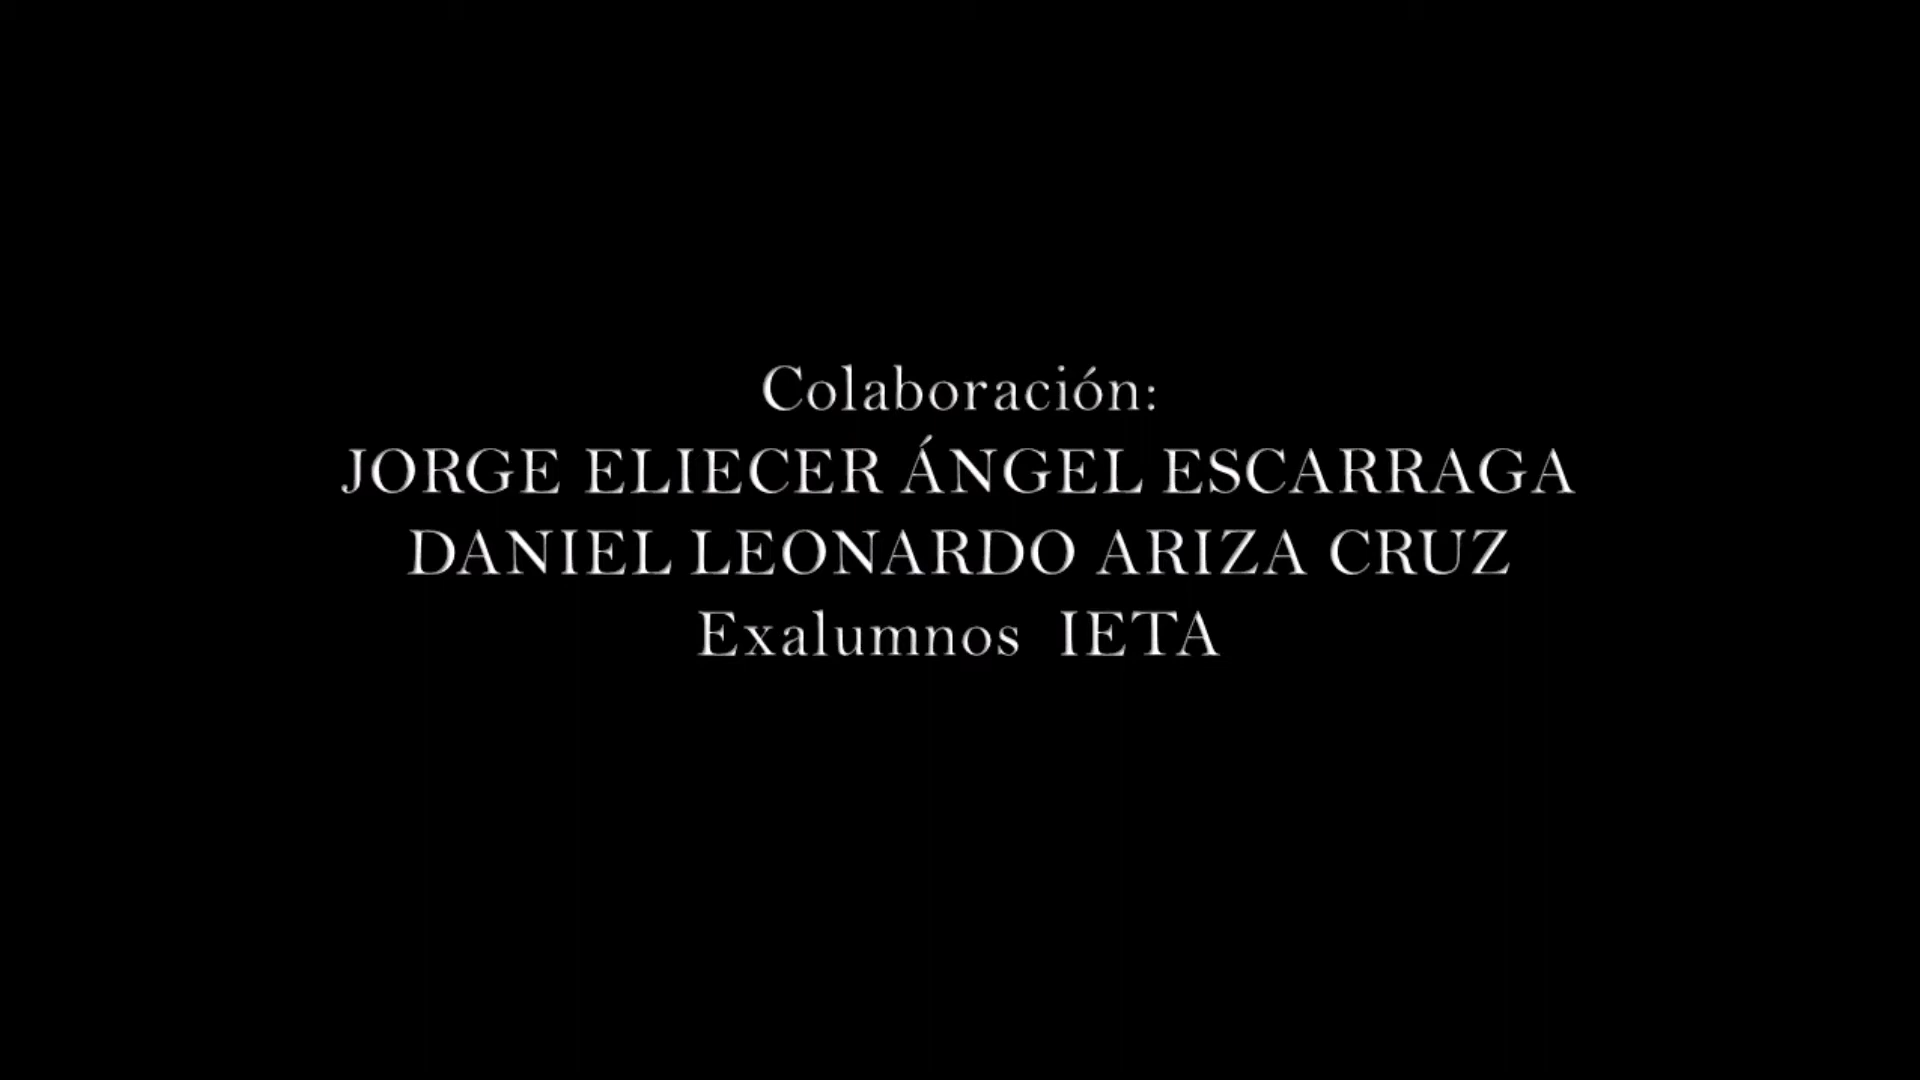 Colaboración:
JORGE ELIECER ÁNGEL ESCARRAGA
DANIEL LEONARDO ARIZA CRUZ
Exalumnos  IETA